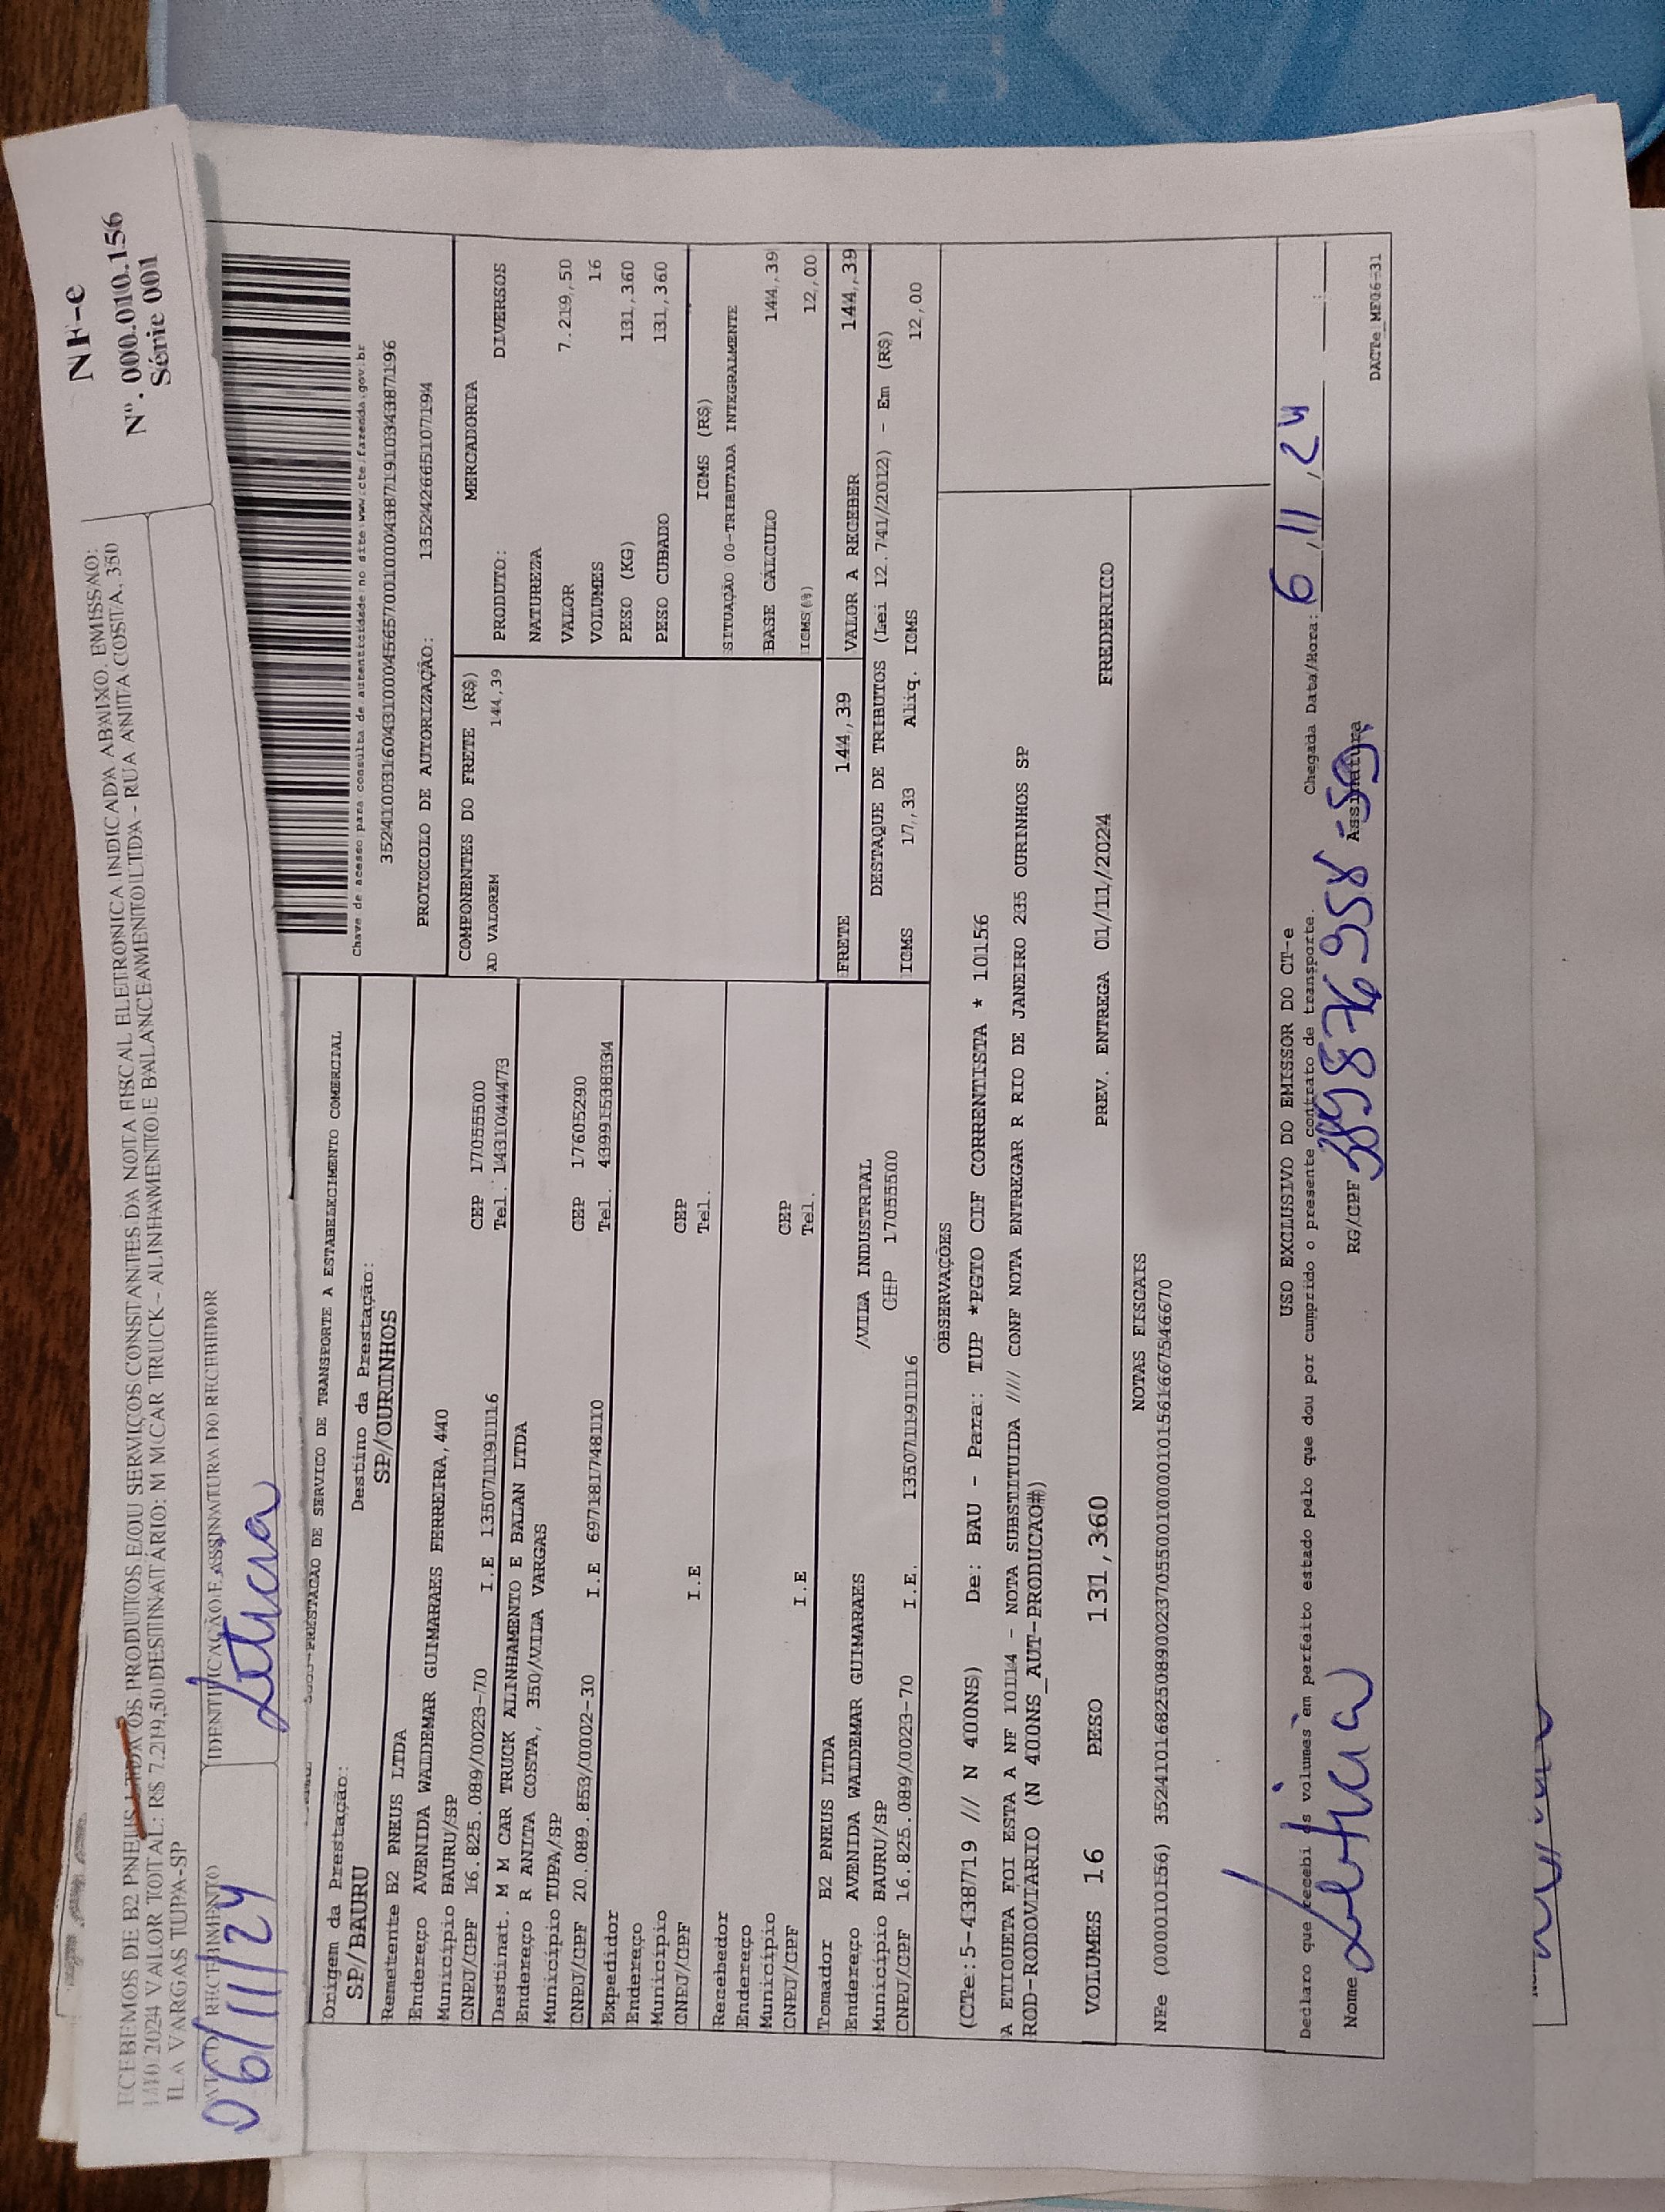 NF-e
Nº. 000.010.156
Série 001
ECEBEMOS DE B2 PNEUS LTDA OS PRODUTOS E/OU SERVIÇOS CONSTANTES DA NOTA FISCAL ELETRONICA INDICADA ABAIXO. EMISSÃO:
2024 VALOR TOTAL: R$ 7.219,50 DESTINATÁRIO: M M CAR TRUCK - ALINHAMENTO E BALANCEAMENTO LTDA - RUA ANITA COSTA, 350
ILA VARGAS TUPA-SP
DATA DE RECEBIMENTO
IDENTIFICAÇÃO E ASSINATURA DO RECEBEDOR
06/11/24
Letícia
Chave de acesso para consulta de autenticidade no site www.cte.fazenda.gov.br
PRESTAÇÃO DE SERVICO DE TRANSPORTE A ESTABELECIMENTO COMERCIAL
PROTOCOLO DE AUTORIZAÇÃO: 135242665107194
Origem da Prestação: Destino da Prestação:
SP/BAURU SP/OURINHOS
Remetente B2 PNEUS LTDA
Endereço AVENIDA WALDEMAR GUIMARAES FERREIRA,440
Município BAURU/SP CEP 17055500
CNPJ/CPF 16.825.089/0023-70 I.E Tel. 1431044473
Destinat. M M CAR TRUCK ALINHAMENTO E BALAN LTDA
Endereço R ANITA COSTA, 350/VILA VARGAS
Município TUPA/SP CEP 17605290
CNPJ/CPF 20.089.853/0002-30 I.E 697181748110 Tel. 43991538334
Expedidor
Endereço
Município CEP
CNPJ/CPF I.E Tel.
Recebedor
Endereço
Município CEP
CNPJ/CPF I.E Tel.
Tomador B2 PNEUS LTDA
Endereço AVENIDA WALDEMAR GUIMARAES /VILA INDUSTRIAL
Município BAURU/SP CEP 17055500
CNPJ/CPF 16.825.089/0023-70 I.E.
COMPONENTES DO FRETE (R$)
AD VALOREM 144,39
MERCADORIA
PRODUTO: DIVERSOS
NATUREZA
VALOR 7.219,50
VOLUMES 16
PESO (KG) 131,360
PESO CUBADO 131,360
ICMS (R$)
SITUAÇÃO 00-TRIBUTADA INTEGRALMENTE
BASE CÁLCULO 144,39
ICMS(%) 12,00
FRETE 144,39 VALOR A RECEBER 144,39
DESTAQUE DE TRIBUTOS (Lei 12.741/2012) - Em (R$)
ICMS 17,33 Aliq. ICMS 12,00
OBSERVAÇÕES
(CTe:5-438719 /// N 400NS) De: BAU - Para: TUP *PGTO CIF CORRENTISTA * 10156
A ETIQUETA FOI ESTA A NF 10114 - NOTA SUBSTITUIDA //// CONF NOTA ENTREGAR R RIO DE JANEIRO 235 OURINHOS SP
ROD-RODOVIARIO (N 400NS_AUT-PRODUCAO#)
VOLUMES 16 PESO 131,360 PREV. ENTREGA 01/11/2024 FREDERICO
NOTAS FISCAIS
NFe (000010156)
USO EXCLUSIVO DO EMISSOR DO CT-e
Declaro que recebi os volumes em perfeito estado pelo que dou por cumprido o presente contrato de transporte. Chegada Data/Hora: 6/11/24
Nome Letícia RG/CPF Assinatura
DACTe ME06-31